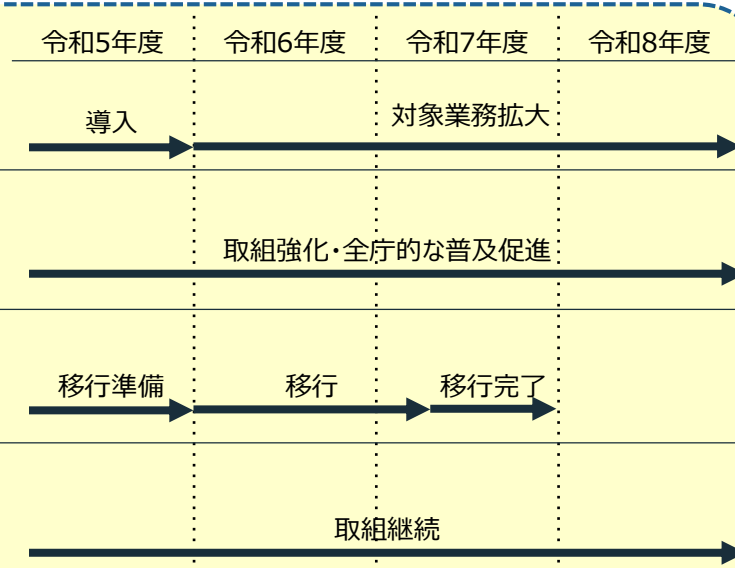 令和5年度 令和6年度 令和7年度 令和8年度
導入 対象業務拡大
取組強化・全庁的な普及促進
移行準備 移行 移行完了
取組継続